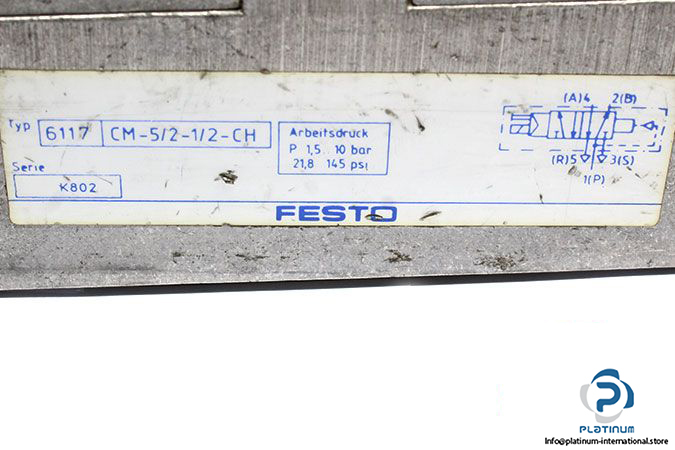 Typ 6117 CM-5/2-1/2-CH
Serie
K802
Arbeitsdruck
P 1,5. 10 bar
21,8 145 psi
(A)4 2(B)
(R)5 3(S)
1(P)
FESTO
PLATINUM
Info@platinum-international.store